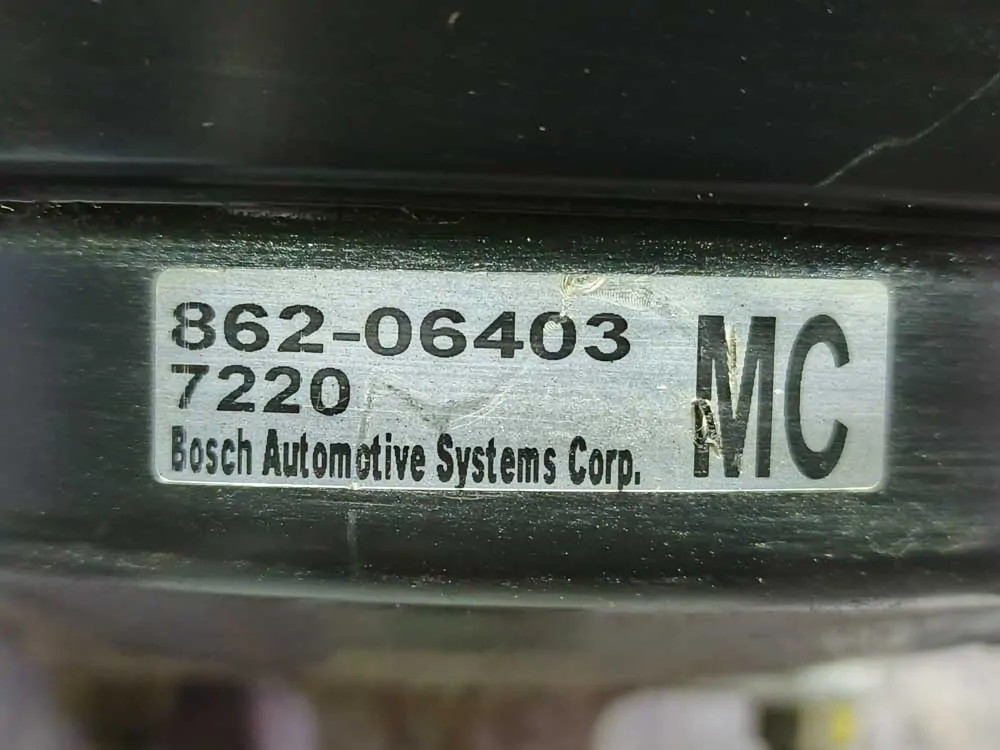 862-06403
7220
Bosch Automotive Systems Corp.
MC